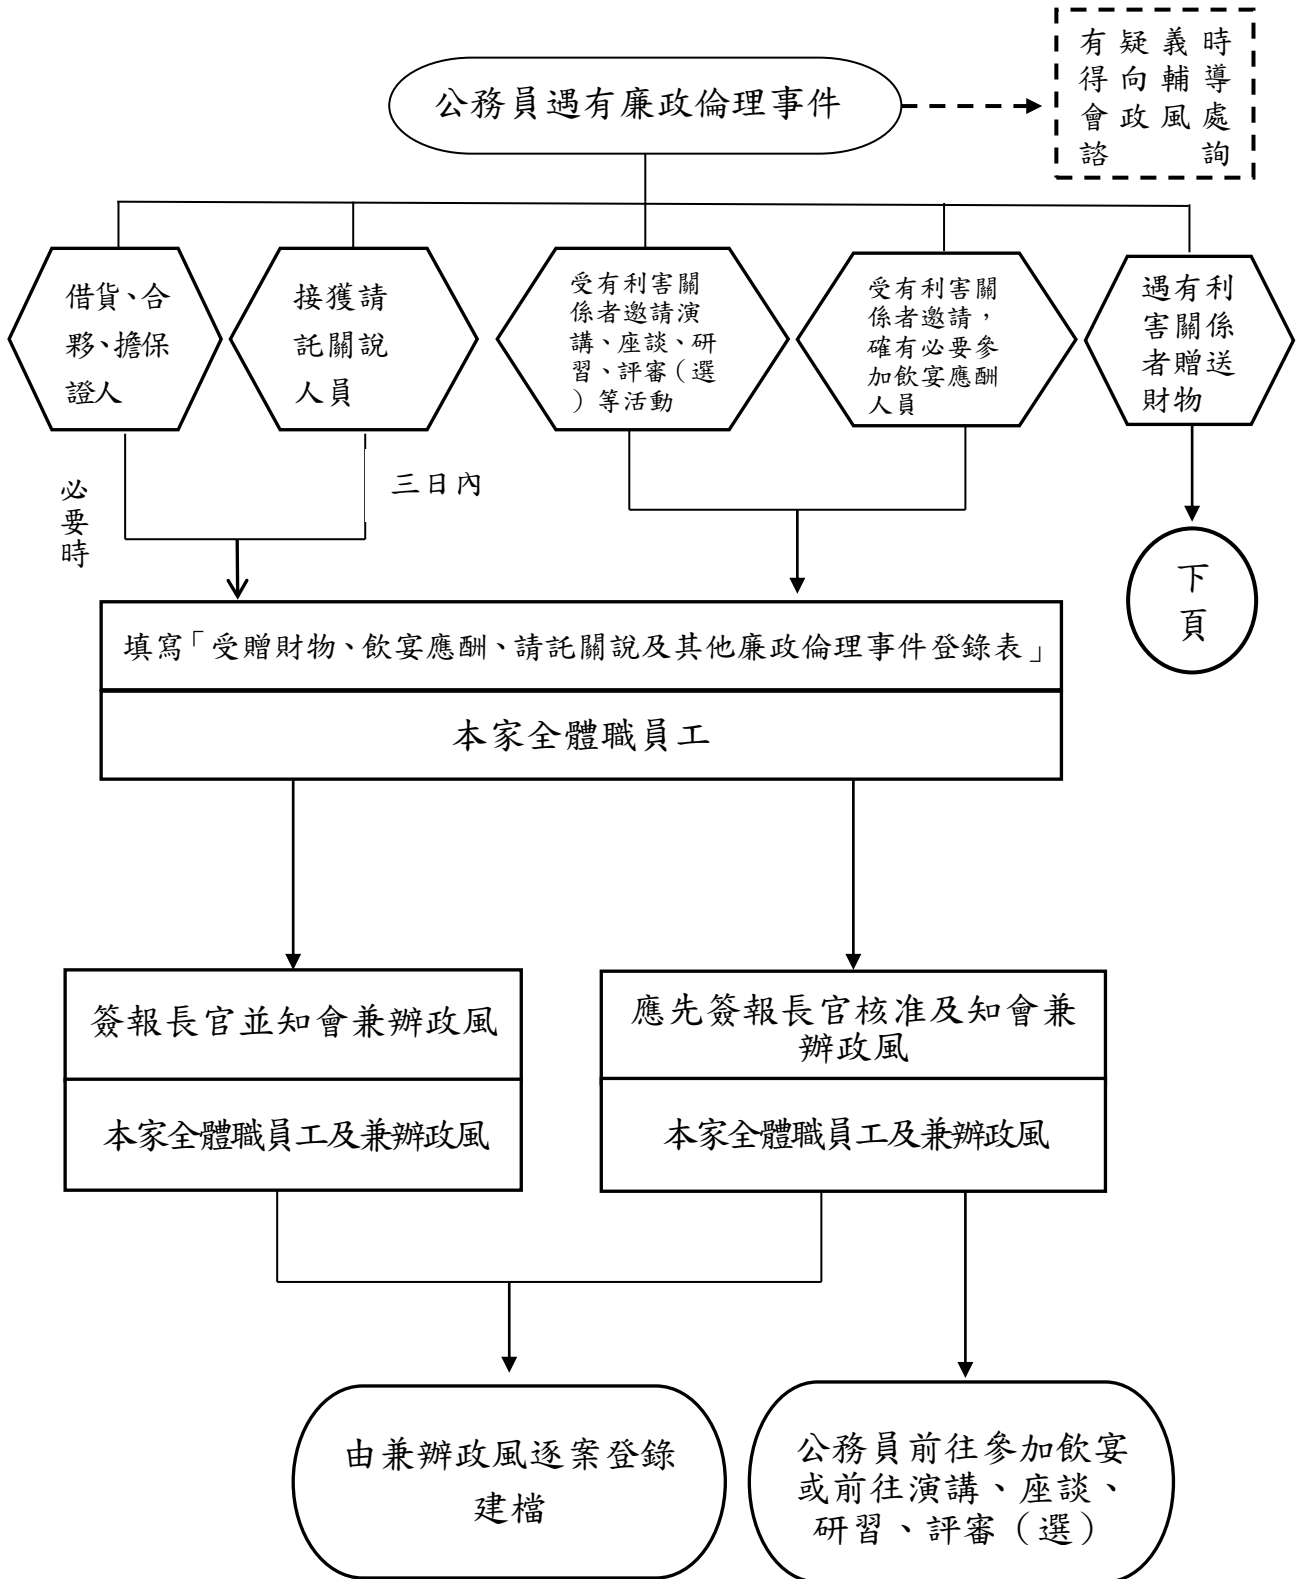 公務員遇有廉政倫理事件
有疑義時
得向輔導
會政風處
諮詢
借貸、合
夥、擔保
證人
接獲請
託關說
人員
受有利害關
係者邀請演
講、座談、研
習、評審（選
）等活動
受有利害關
係者邀請，
確有必要參
加飲宴應酬
人員
遇有利
害關係
者贈送
財物
必要時
三日內
下頁
填寫「受贈財物、飲宴應酬、請託關說及其他廉政倫理事件登錄表」
本家全體職員工
簽報長官並知會兼辦政風
應先簽報長官核准及知會兼
辦政風
本家全體職員工及兼辦政風
本家全體職員工及兼辦政風
由兼辦政風逐案登錄
建檔
公務員前往參加飲宴
或前往演講、座談、
研習、評審（選）